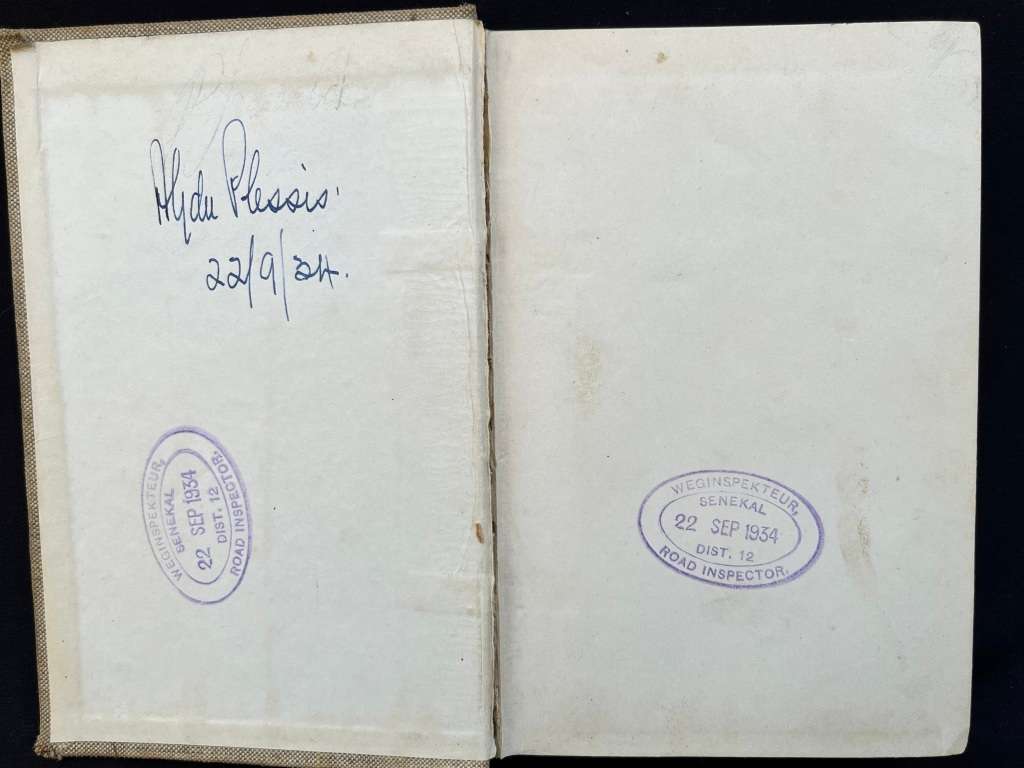 du Plessis.
22/9/34.
WEGINSPEKTEUR,
SENEKAL
22 SEP 1934
DIST. 12
ROAD INSPECTOR.
WEGINSPEKTEUR,
SENEKAL
22 SEP 1934
DIST. 12
ROAD INSPECTOR.